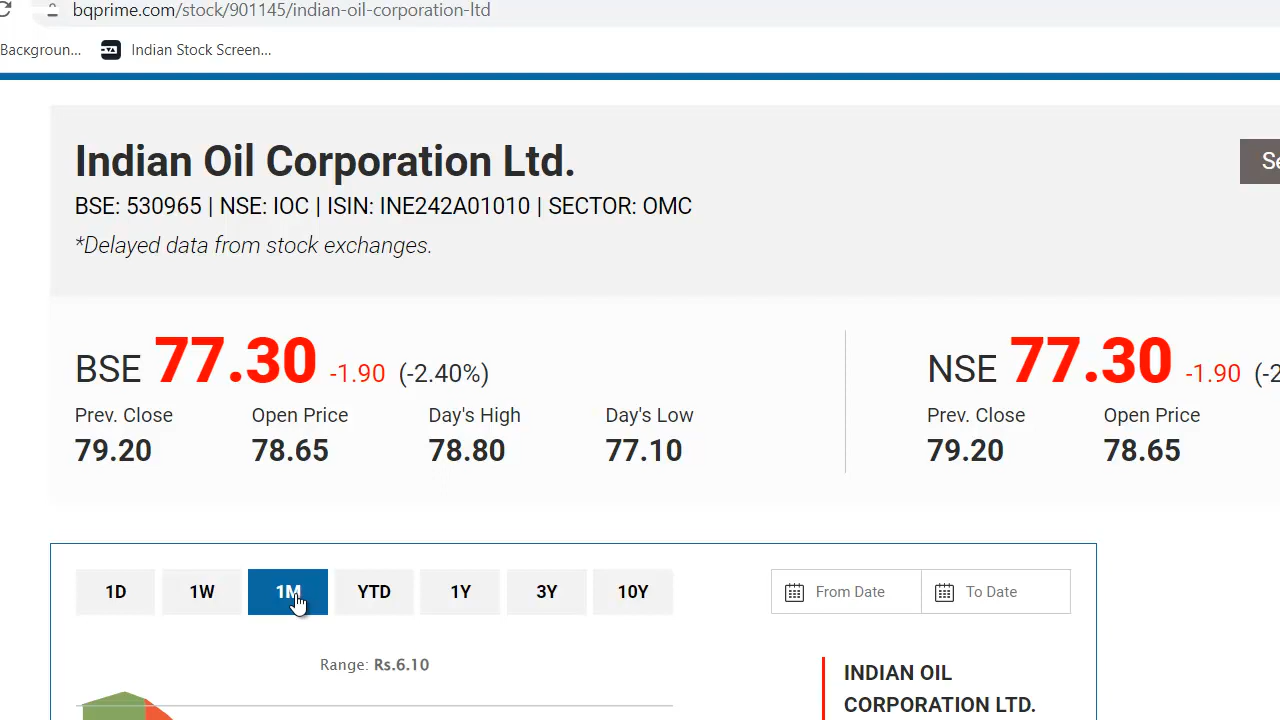 bqprime.com/stock/901145/indian-oil-corporation-ltd
Backgroun... Indian Stock Screen...
Indian Oil Corporation Ltd.
BSE: 530965 | NSE: IOC | ISIN: INE242A01010 | SECTOR: OMC
*Delayed data from stock exchanges.
Se
BSE 77.30 -1.90 (-2.40%)
Prev. Close Open Price Day's High Day's Low
79.20 78.65 78.80 77.10
NSE 77.30 -1.90 (-2
Prev. Close Open Price
79.20 78.65
1D 1W 1M YTD 1Y 3Y 10Y
From Date To Date
Range: Rs.6.10
INDIAN OIL
CORPORATION LTD.